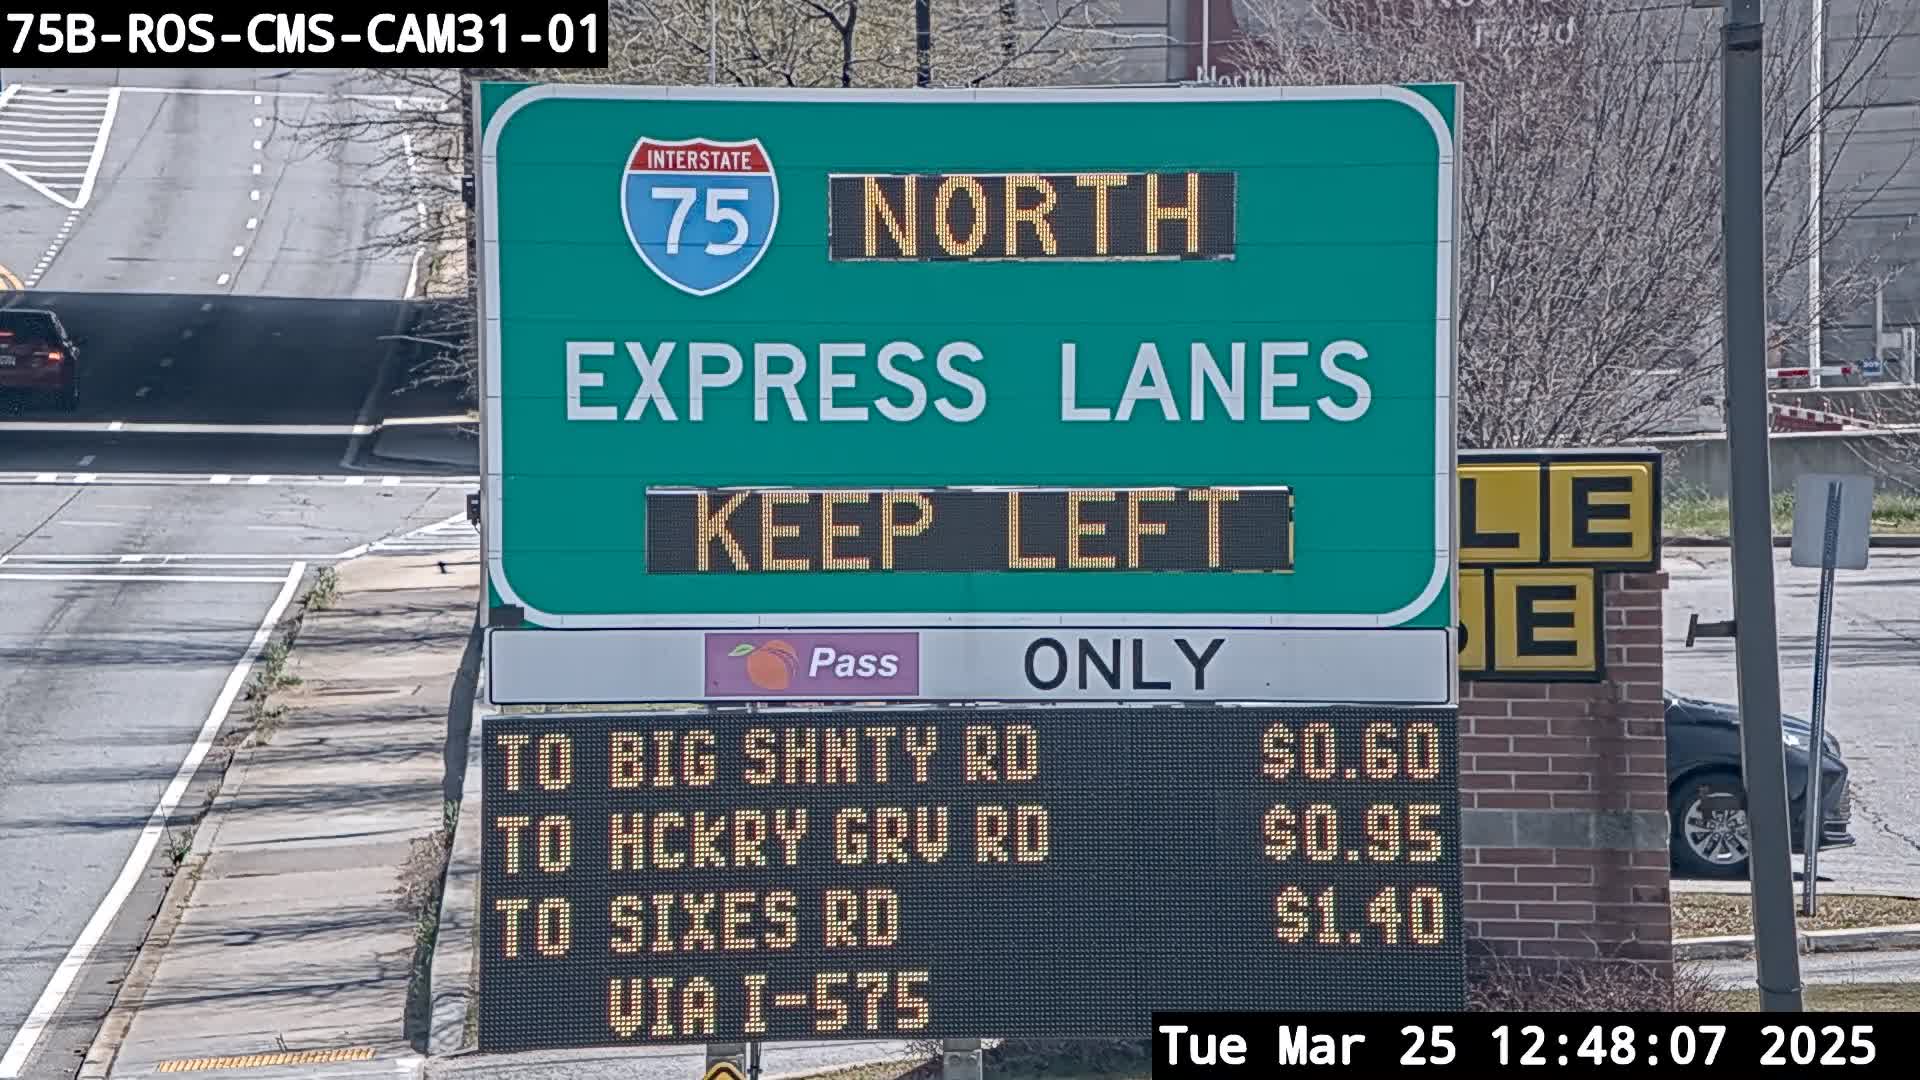 75B-ROS-CMS-CAM31-01
Road
INTERSTATE
75
NORTH
EXPRESS LANES
KEEP LEFT
LE
E
Pass ONLY
TO BIG SHNTY RD $0.60
TO HCKRY GRV RD $0.95
TO SIXES RD $1.40
VIA I-575
Tue Mar 25 12:48:07 2025